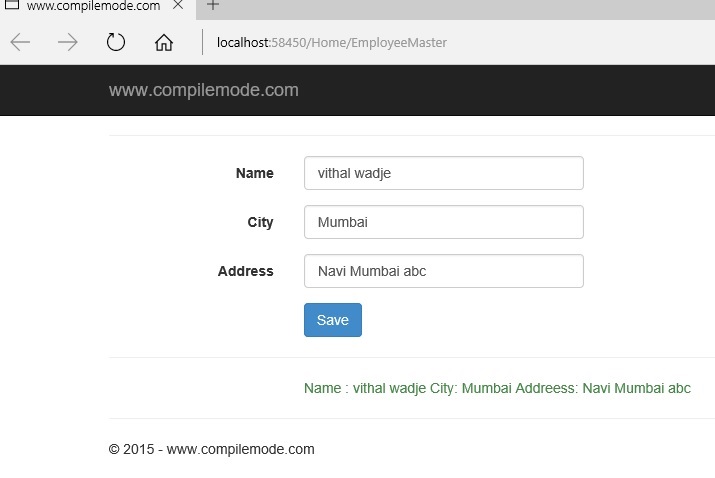 www.compilemode.com
localhost:58450/Home/EmployeeMaster
www.compilemode.com
Name vithal wadje
City Mumbai
Address Navi Mumbai abc
Save
Name : vithal wadje City: Mumbai Addreess: Navi Mumbai abc
© 2015 - www.compilemode.com